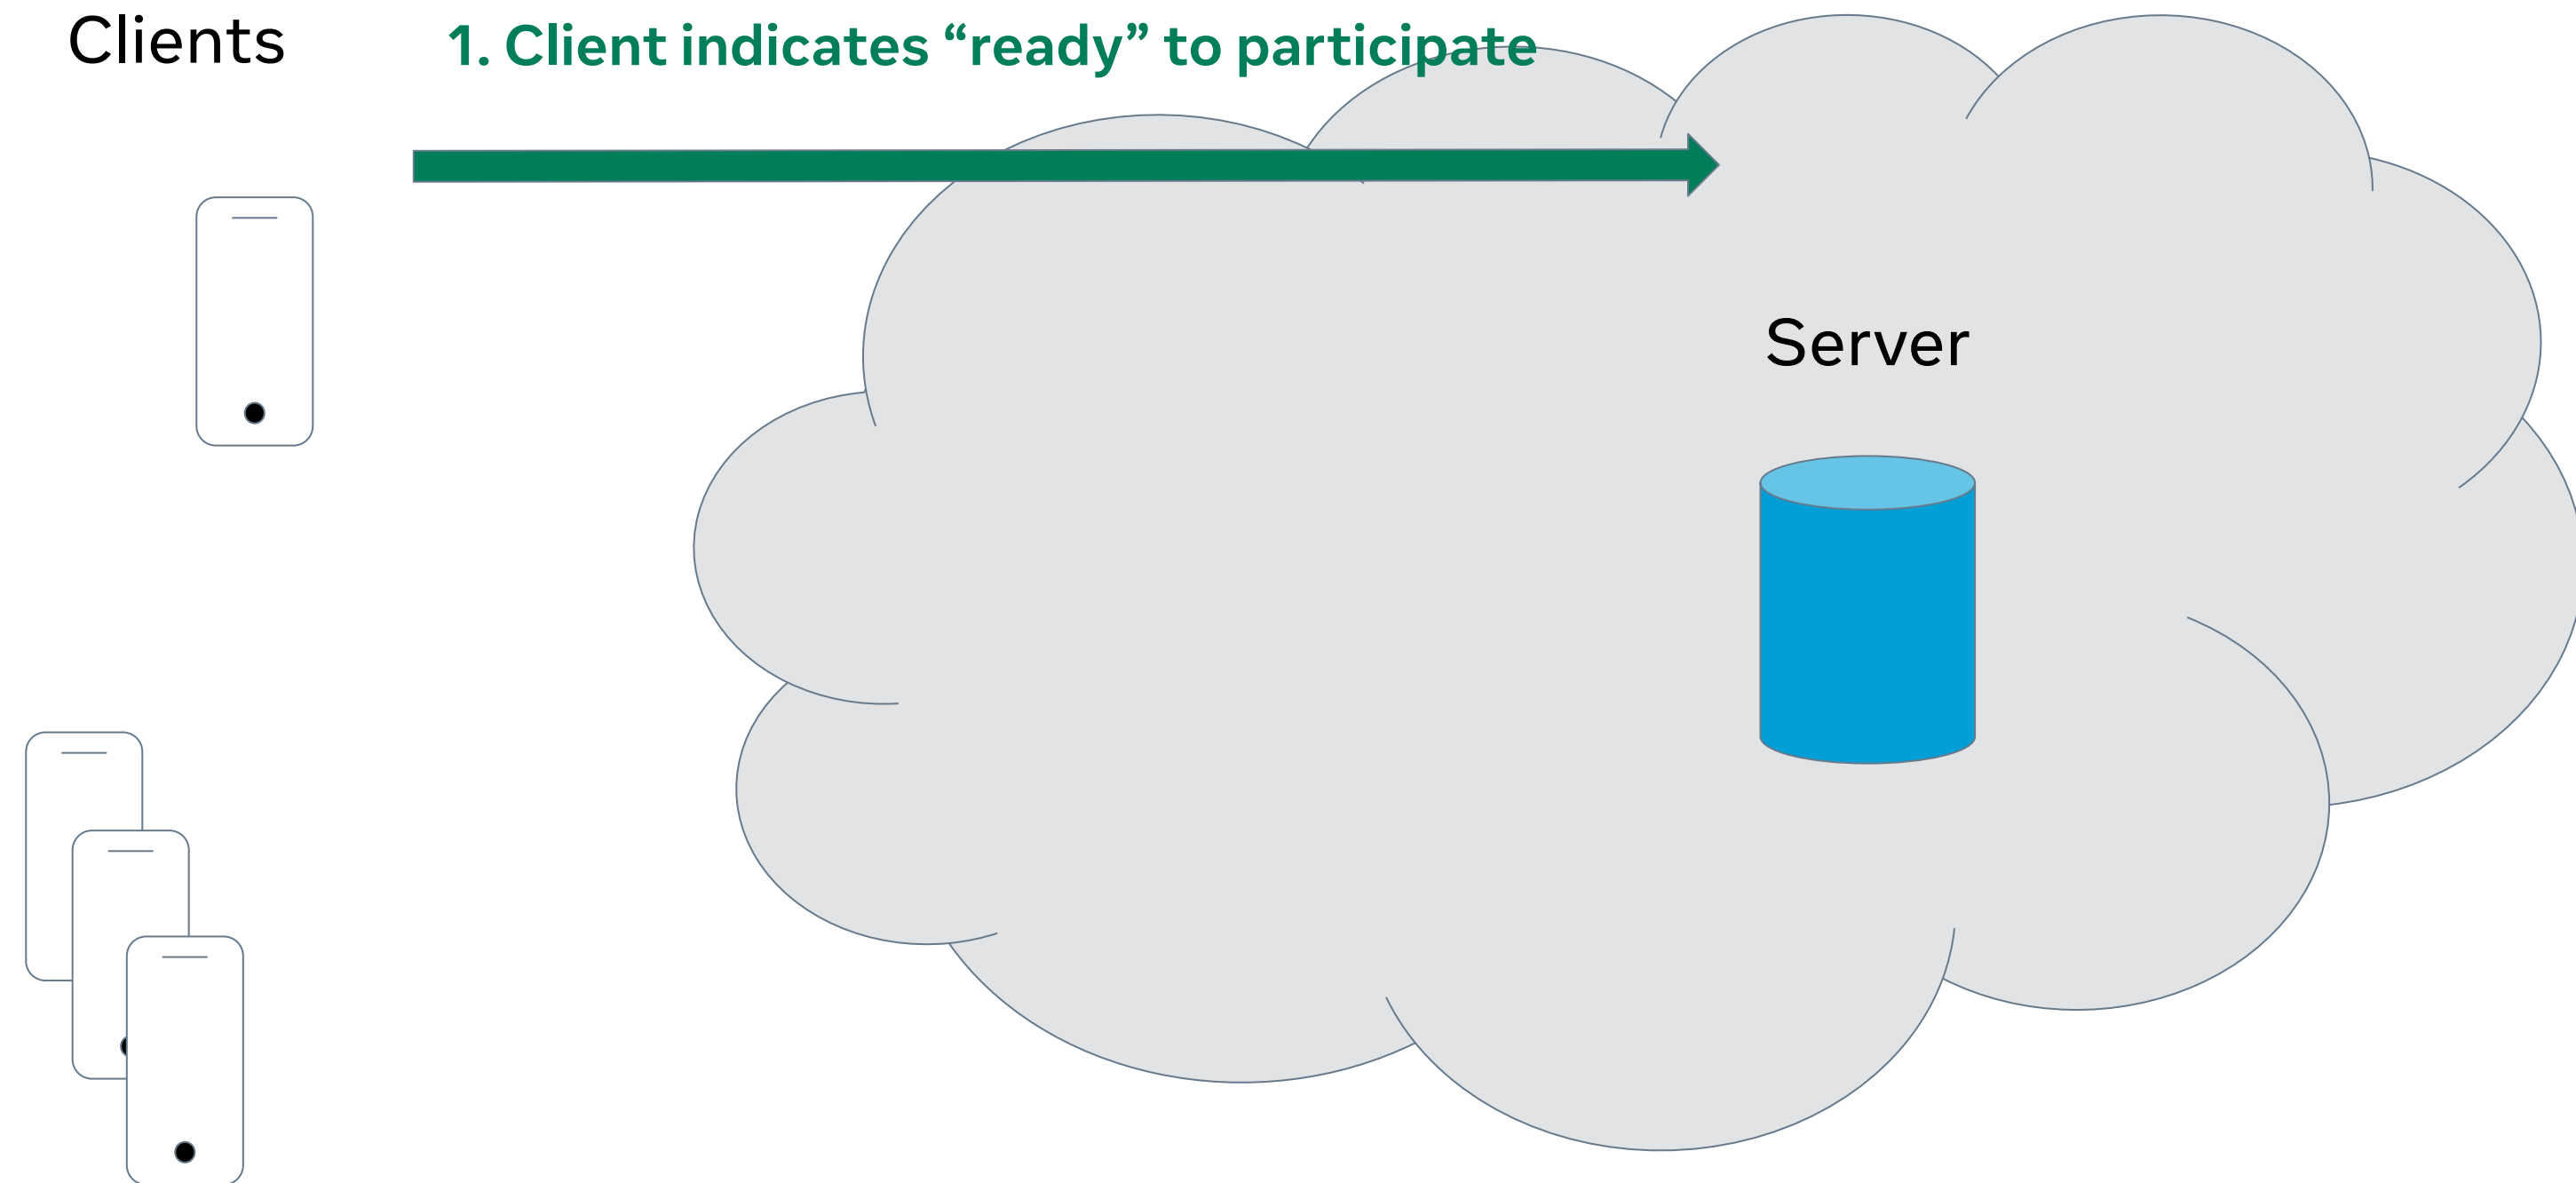 Clients
1. Client indicates “ready” to participate
Server